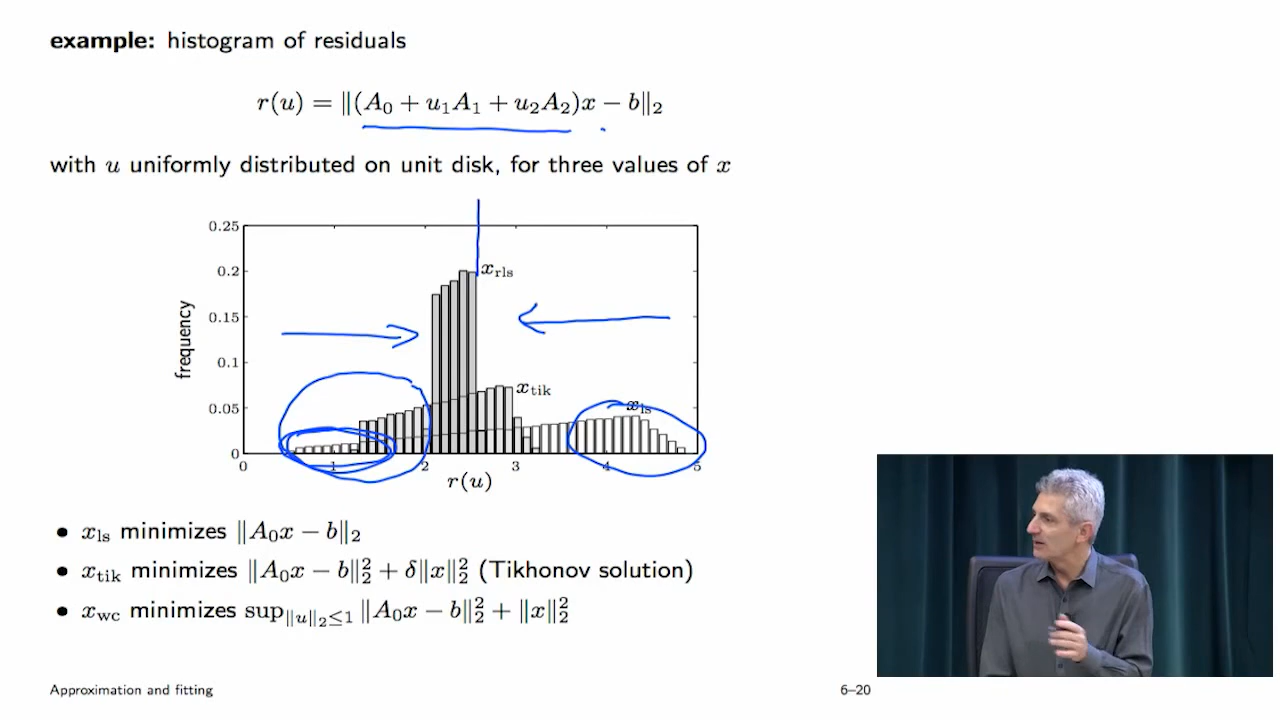 example: histogram of residuals
r(u) = ‖(A₀ + u₁A₁ + u₂A₂)x − b‖₂
with u uniformly distributed on unit disk, for three values of x
0.25
0.2
0.15
0.1
0.05
0
frequency
x_rls
x_tik
x_ls
0 1 2 3 4 5
r(u)
• x_ls minimizes ‖A₀x − b‖₂
• x_tik minimizes ‖A₀x − b‖₂² + δ‖x‖₂² (Tikhonov solution)
• x_wc minimizes sup_‖u‖₂≤1 ‖A₀x − b‖₂² + ‖x‖₂²
Approximation and fitting 6–20